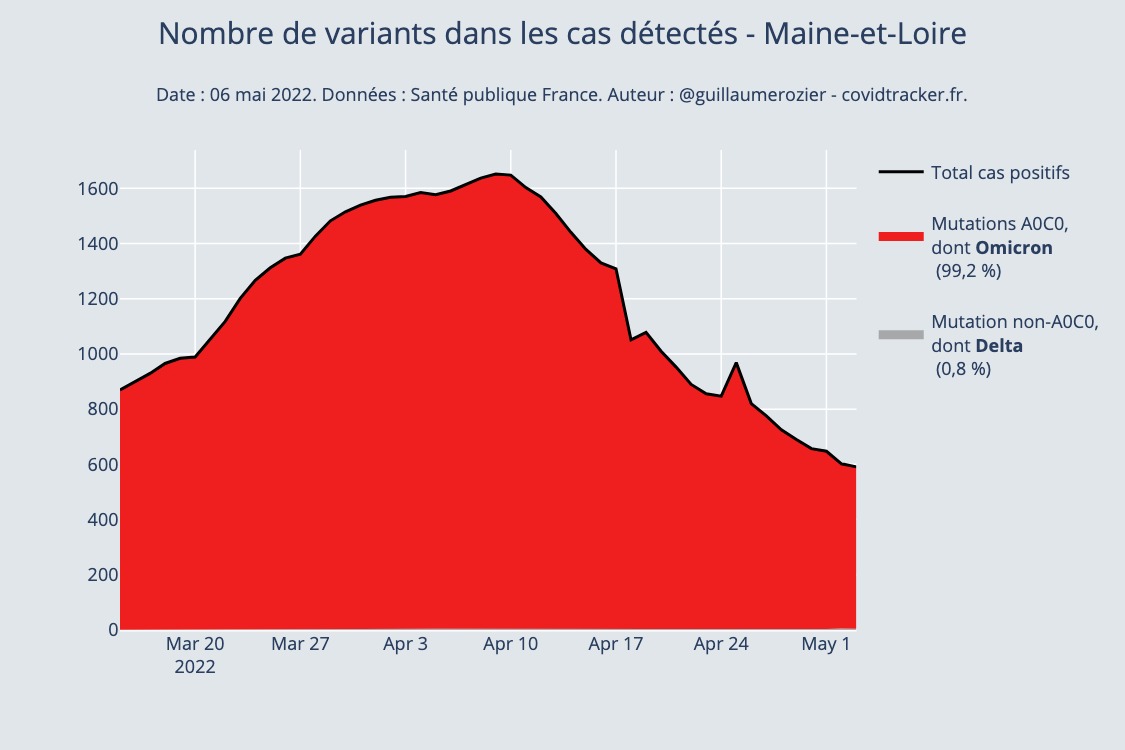 Nombre de variants dans les cas détectés - Maine-et-Loire
Date : 06 mai 2022. Données : Santé publique France. Auteur : @guillaumerozier - covidtracker.fr.
1600
1400
1200
1000
800
600
400
200
0
Mar 20
2022
Mar 27
Apr 3
Apr 10
Apr 17
Apr 24
May 1
Total cas positifs
Mutations A0C0,
dont Omicron
(99,2 %)
Mutation non-A0C0,
dont Delta
(0,8 %)